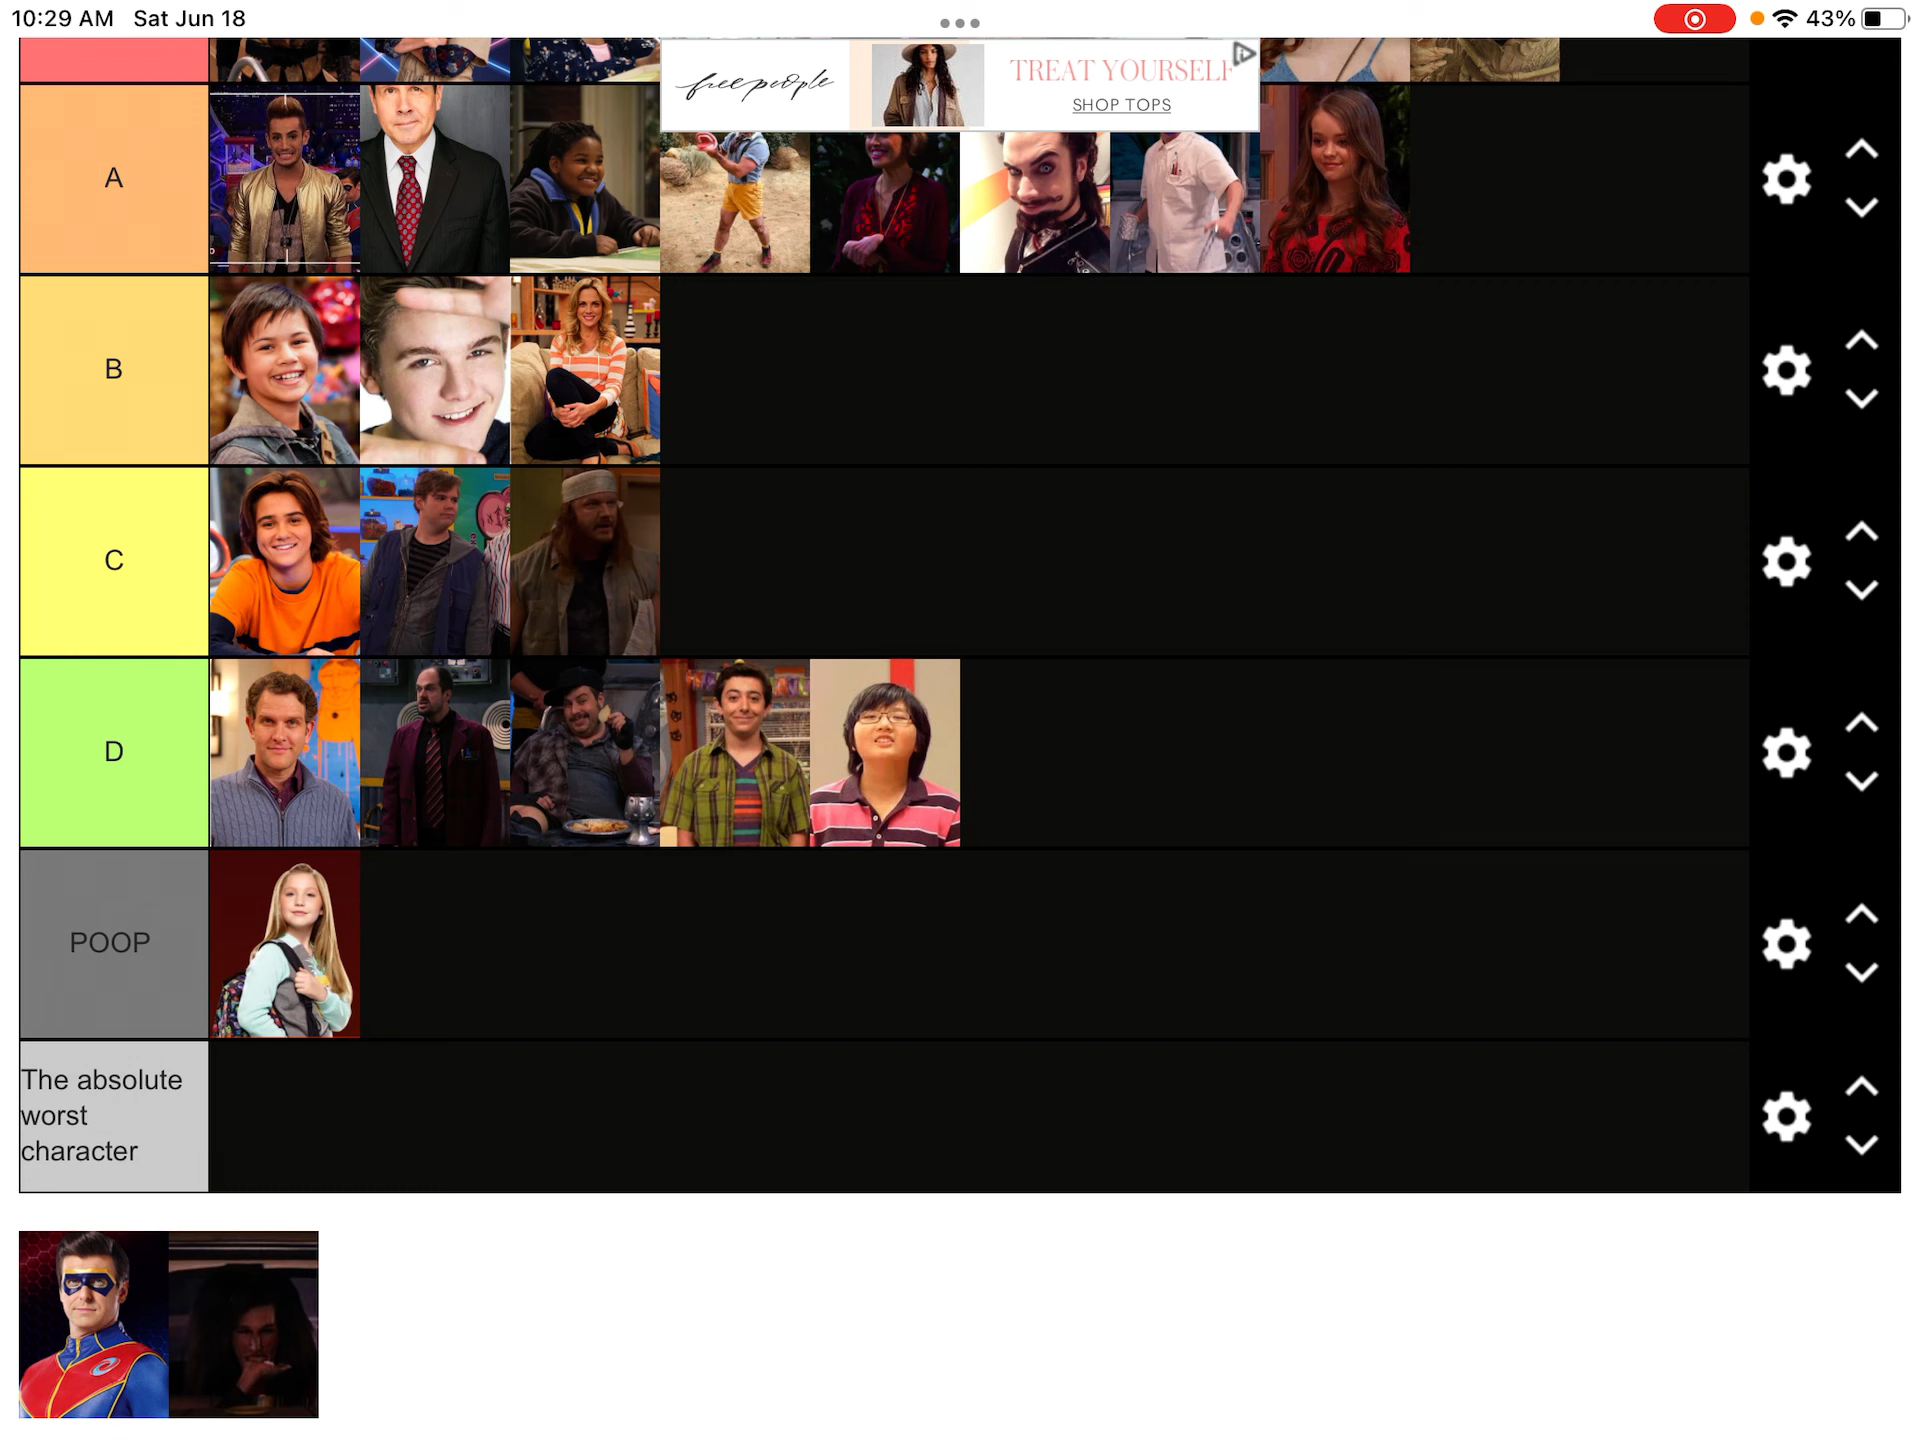 10:29 AM Sat Jun 18
43%
free people
TREAT YOURSELF
SHOP TOPS
A
B
C
D
POOP
The absolute
worst
character